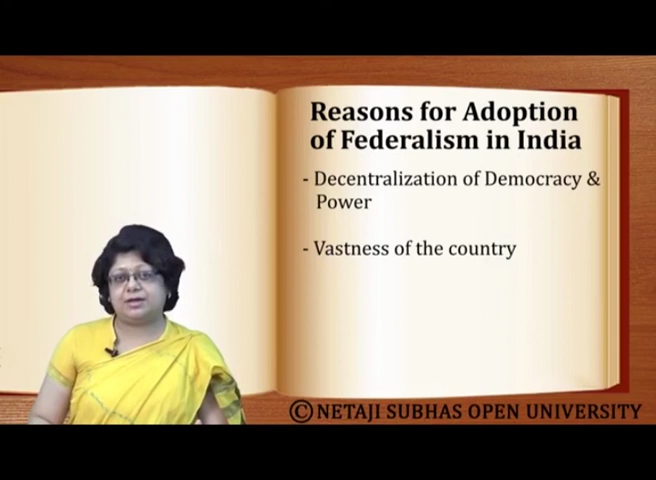 Reasons for Adoption
of Federalism in India
- Decentralization of Democracy &
Power
- Vastness of the country
© NETAJI SUBHAS OPEN UNIVERSITY